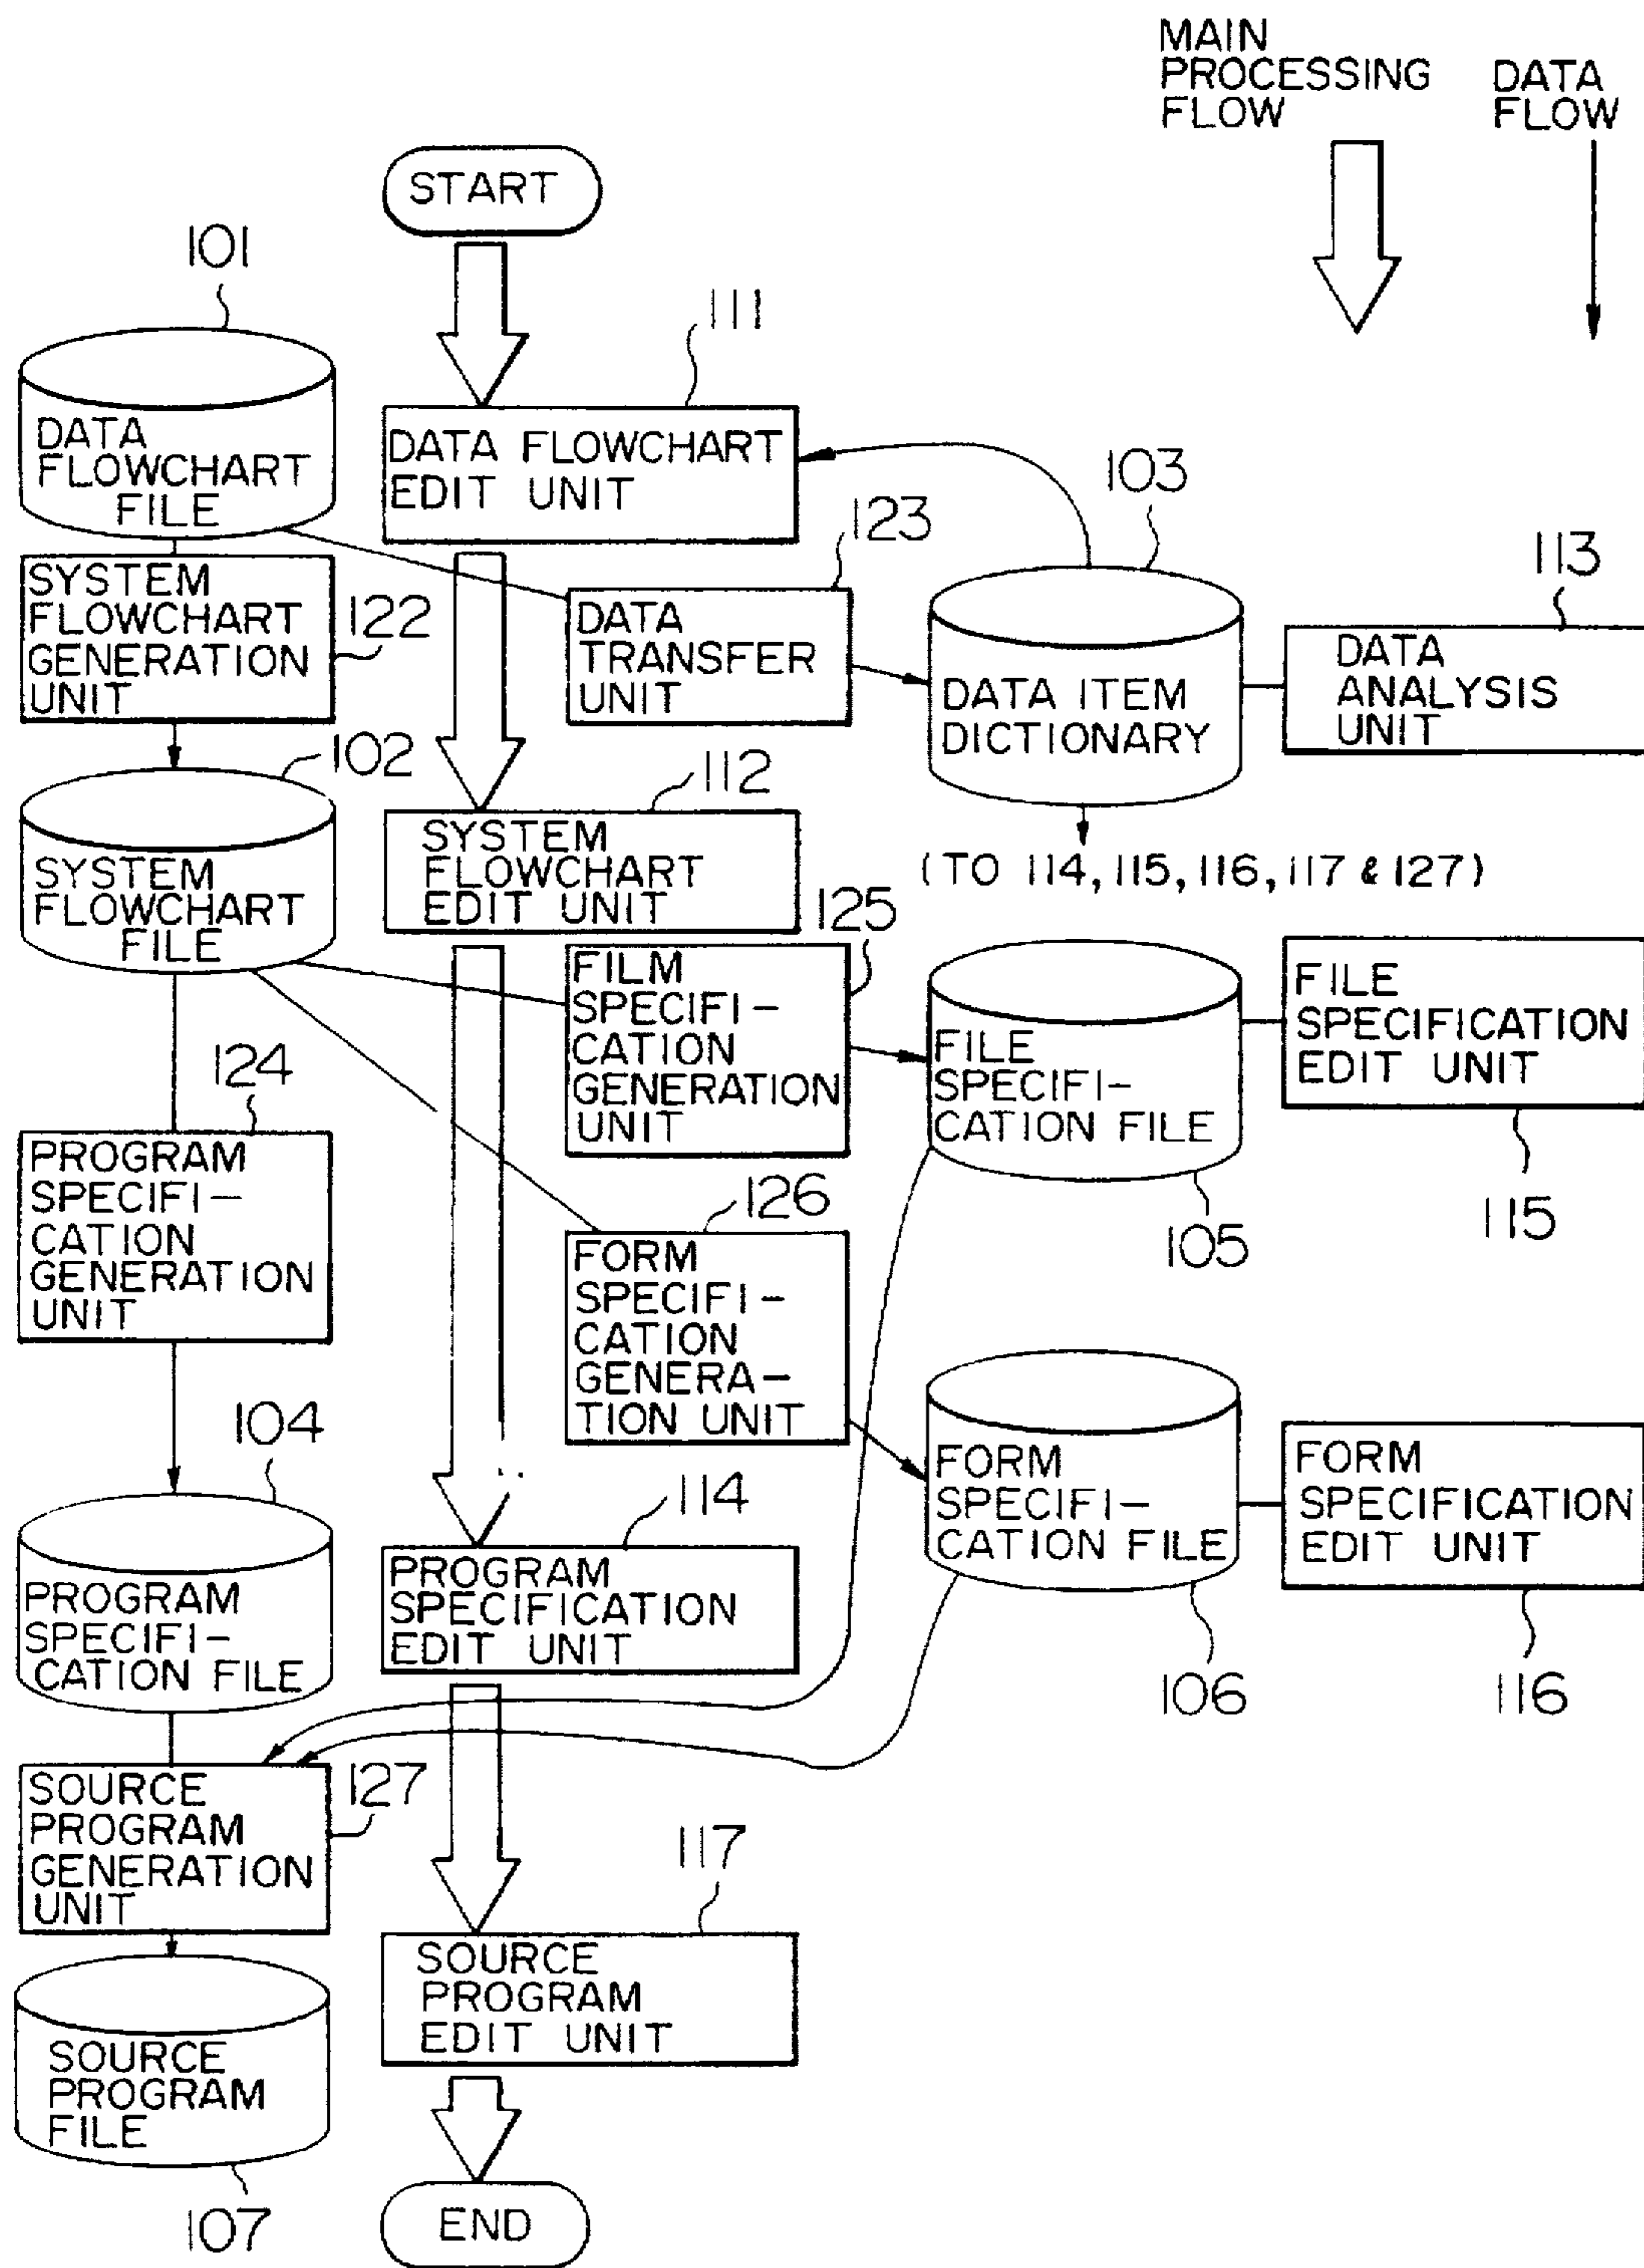 MAIN
PROCESSING
FLOW
DATA
FLOW
START
101
111
DATA
FLOWCHART
FILE
DATA FLOWCHART
EDIT UNIT
103
123
113
SYSTEM
FLOWCHART
GENERATION
UNIT
122
DATA
TRANSFER
UNIT
DATA ITEM
DICTIONARY
DATA
ANALYSIS
UNIT
102
112
SYSTEM
FLOWCHART
FILE
SYSTEM
FLOWCHART
EDIT UNIT
(TO 114, 115, 116, 117 & 127)
125
FILM
SPECIFI-
CATION
GENERATION
UNIT
FILE
SPECIFI-
CATION FILE
FILE
SPECIFICATION
EDIT UNIT
124
PROGRAM
SPECIFI-
CATION
GENERATION
UNIT
126
105
115
FORM
SPECIFI-
CATION
GENERA-
TION UNIT
104
114
FORM
SPECIFI-
CATION FILE
FORM
SPECIFICATION
EDIT UNIT
PROGRAM
SPECIFI-
CATION FILE
PROGRAM
SPECIFICATION
EDIT UNIT
106
116
SOURCE
PROGRAM
GENERATION
UNIT
127
117
SOURCE
PROGRAM
EDIT UNIT
SOURCE
PROGRAM
FILE
107
END